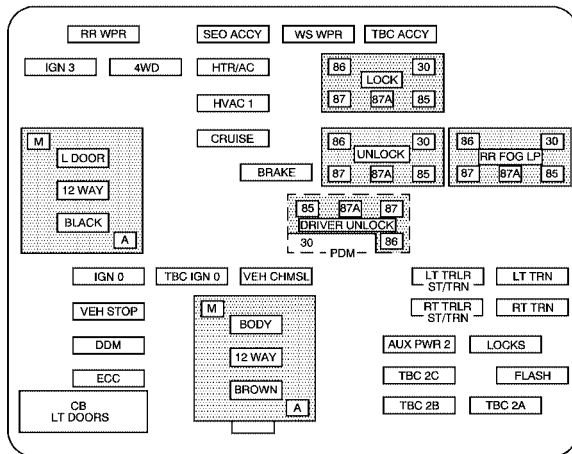 RR WPR
SEO ACCY
WS WPR
TBC ACCY
IGN 3
4WD
HTR/AC
86
30
LOCK
87
87A
85
HVAC 1
CRUISE
M
L DOOR
12 WAY
BLACK
A
86
30
UNLOCK
87
87A
85
86
30
RR FOG LP
87
87A
85
BRAKE
85
87A
87
DRIVER UNLOCK
30
86
PDM
IGN 0
TBC IGN 0
VEH CHMSL
LT TRLR
ST/TRN
LT TRN
VEH STOP
M
BODY
12 WAY
BROWN
A
RT TRLR
ST/TRN
RT TRN
DDM
AUX PWR 2
LOCKS
ECC
TBC 2C
FLASH
CB
LT DOORS
TBC 2B
TBC 2A